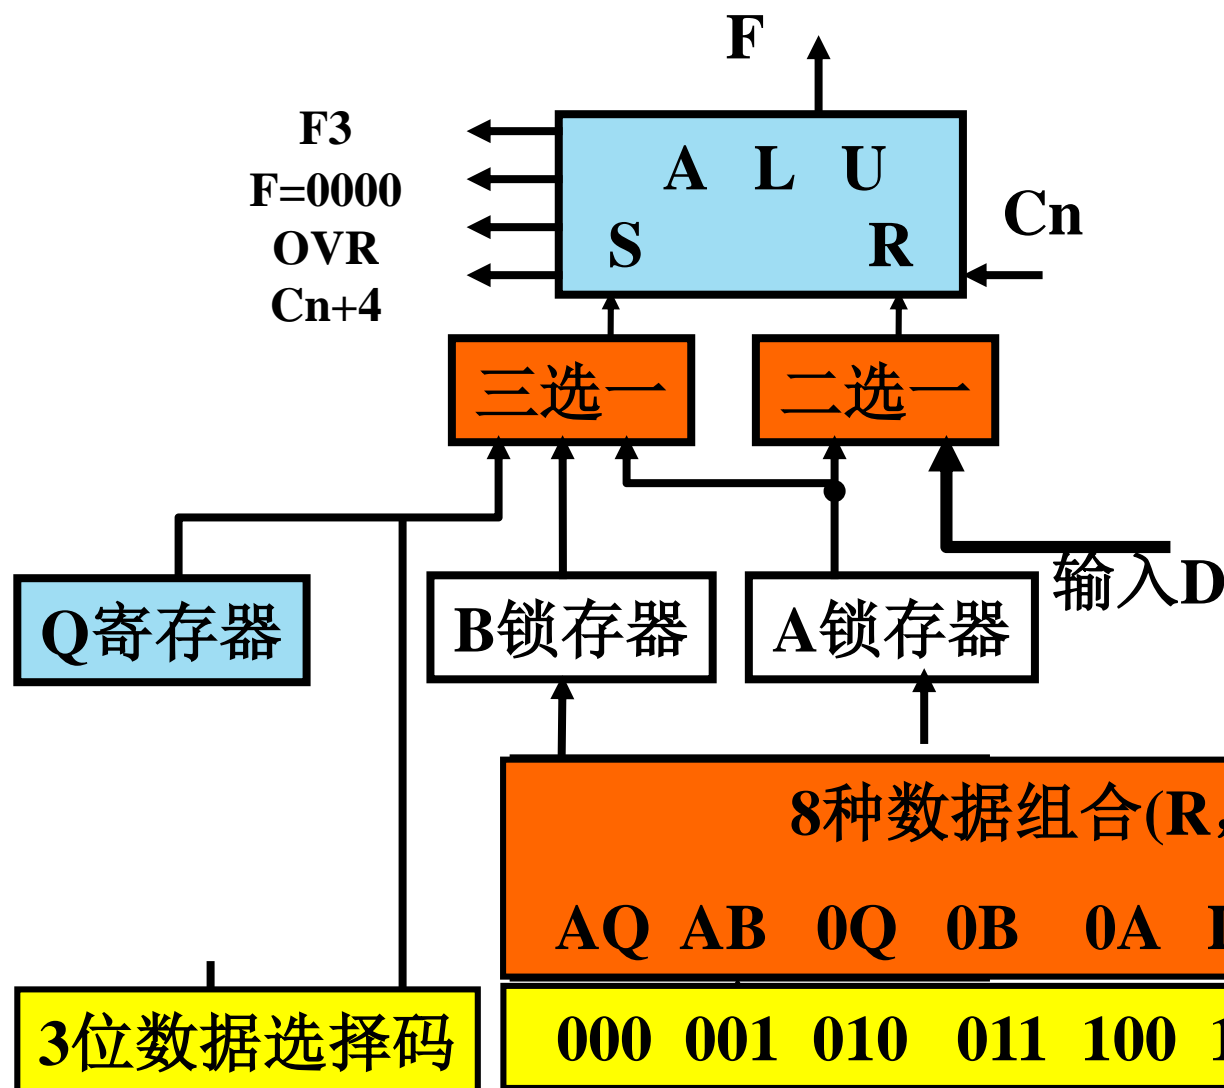 F
F3
F=0000
OVR
Cn+4
A L U
S R
Cn
三选一
二选一
输入D
Q寄存器
B锁存器
A锁存器
8种数据组合(R,
AQ AB 0Q 0B 0A
3位数据选择码
000 001 010 011 100 1